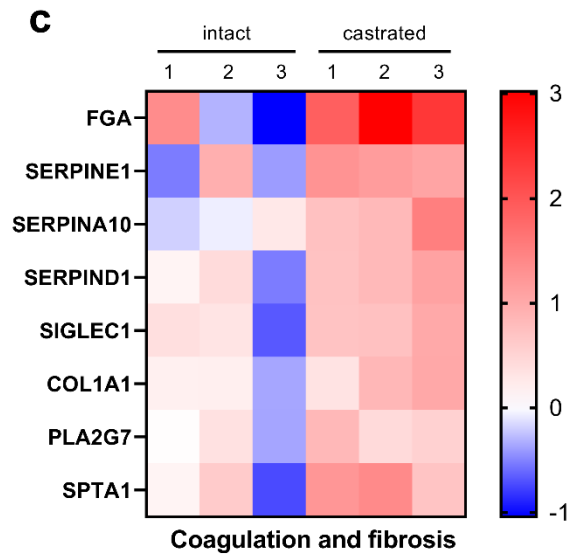 c
intact castrated
1 2 3 1 2 3
FGA
SERPINE1
SERPINA10
SERPIND1
SIGLEC1
COL1A1
PLA2G7
SPTA1
3
2
1
0
-1
Coagulation and fibrosis